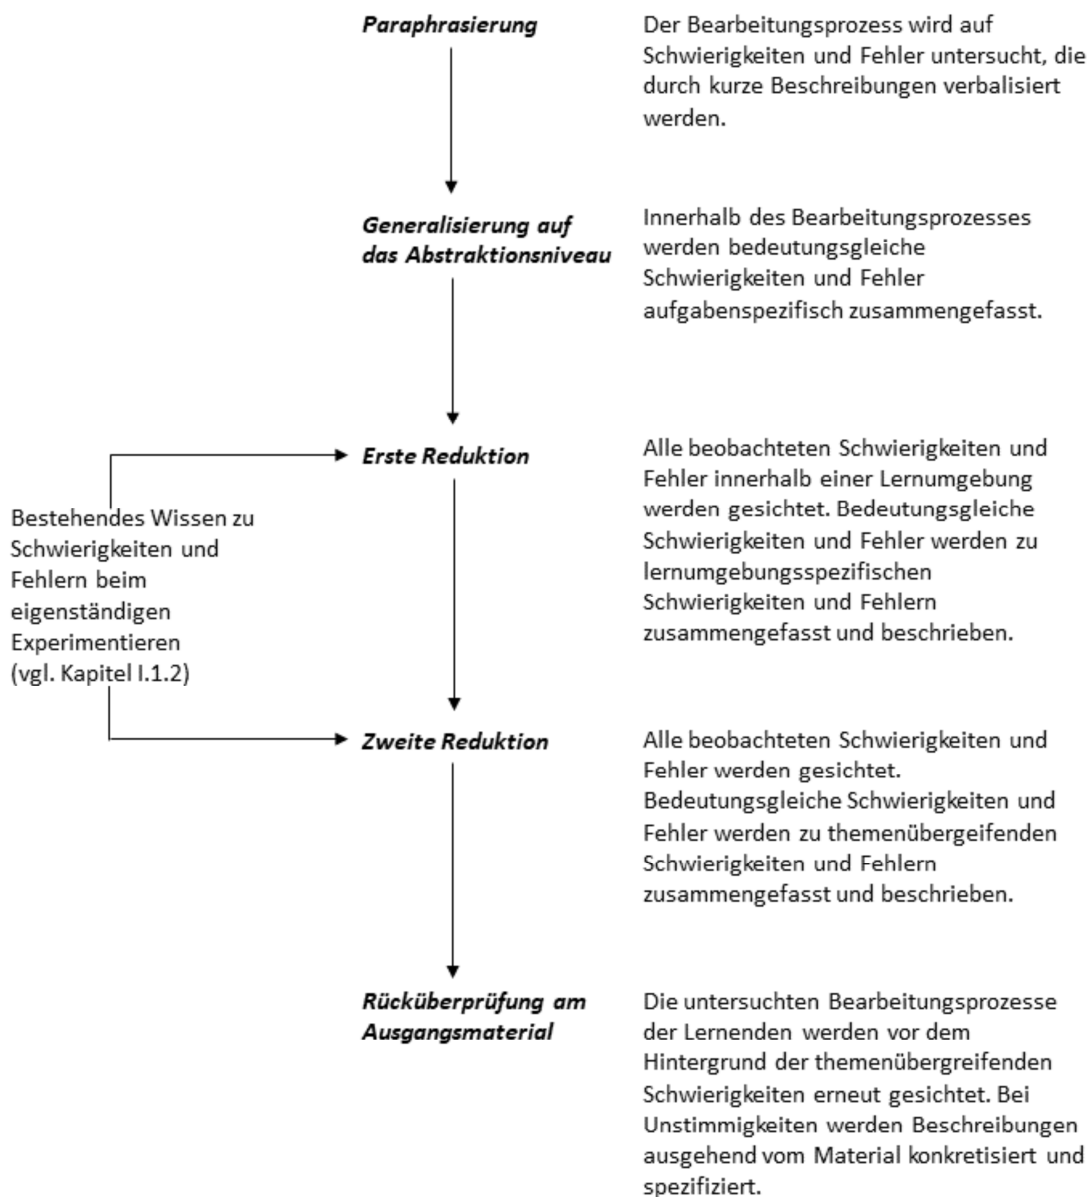 Paraphrasierung
Der Bearbeitungsprozess wird auf
Schwierigkeiten und Fehler untersucht, die
durch kurze Beschreibungen verbalisiert
werden.
Generalisierung auf
das Abstraktionsniveau
Innerhalb des Bearbeitungsprozesses
werden bedeutungsgleiche
Schwierigkeiten und Fehler
aufgabenspezifisch zusammengefasst.
Erste Reduktion
Alle beobachteten Schwierigkeiten und
Fehler innerhalb einer Lernumgebung
werden gesichtet. Bedeutungsgleiche
Schwierigkeiten und Fehler werden zu
lernumgebungsspezifischen
Schwierigkeiten und Fehlern
zusammengefasst und beschrieben.
Bestehendes Wissen zu
Schwierigkeiten und
Fehlern beim
eigenständigen
Experimentieren
(vgl. Kapitel I.1.2)
Zweite Reduktion
Alle beobachteten Schwierigkeiten und
Fehler werden gesichtet.
Bedeutungsgleiche Schwierigkeiten und
Fehler werden zu themenübergeifenden
Schwierigkeiten und Fehlern
zusammengefasst und beschrieben.
Rücküberprüfung am
Ausgangsmaterial
Die untersuchten Bearbeitungsprozesse
der Lernenden werden vor dem
Hintergrund der themenübergreifenden
Schwierigkeiten erneut gesichtet. Bei
Unstimmigkeiten werden Beschreibungen
ausgehend vom Material konkretisiert und
spezifiziert.